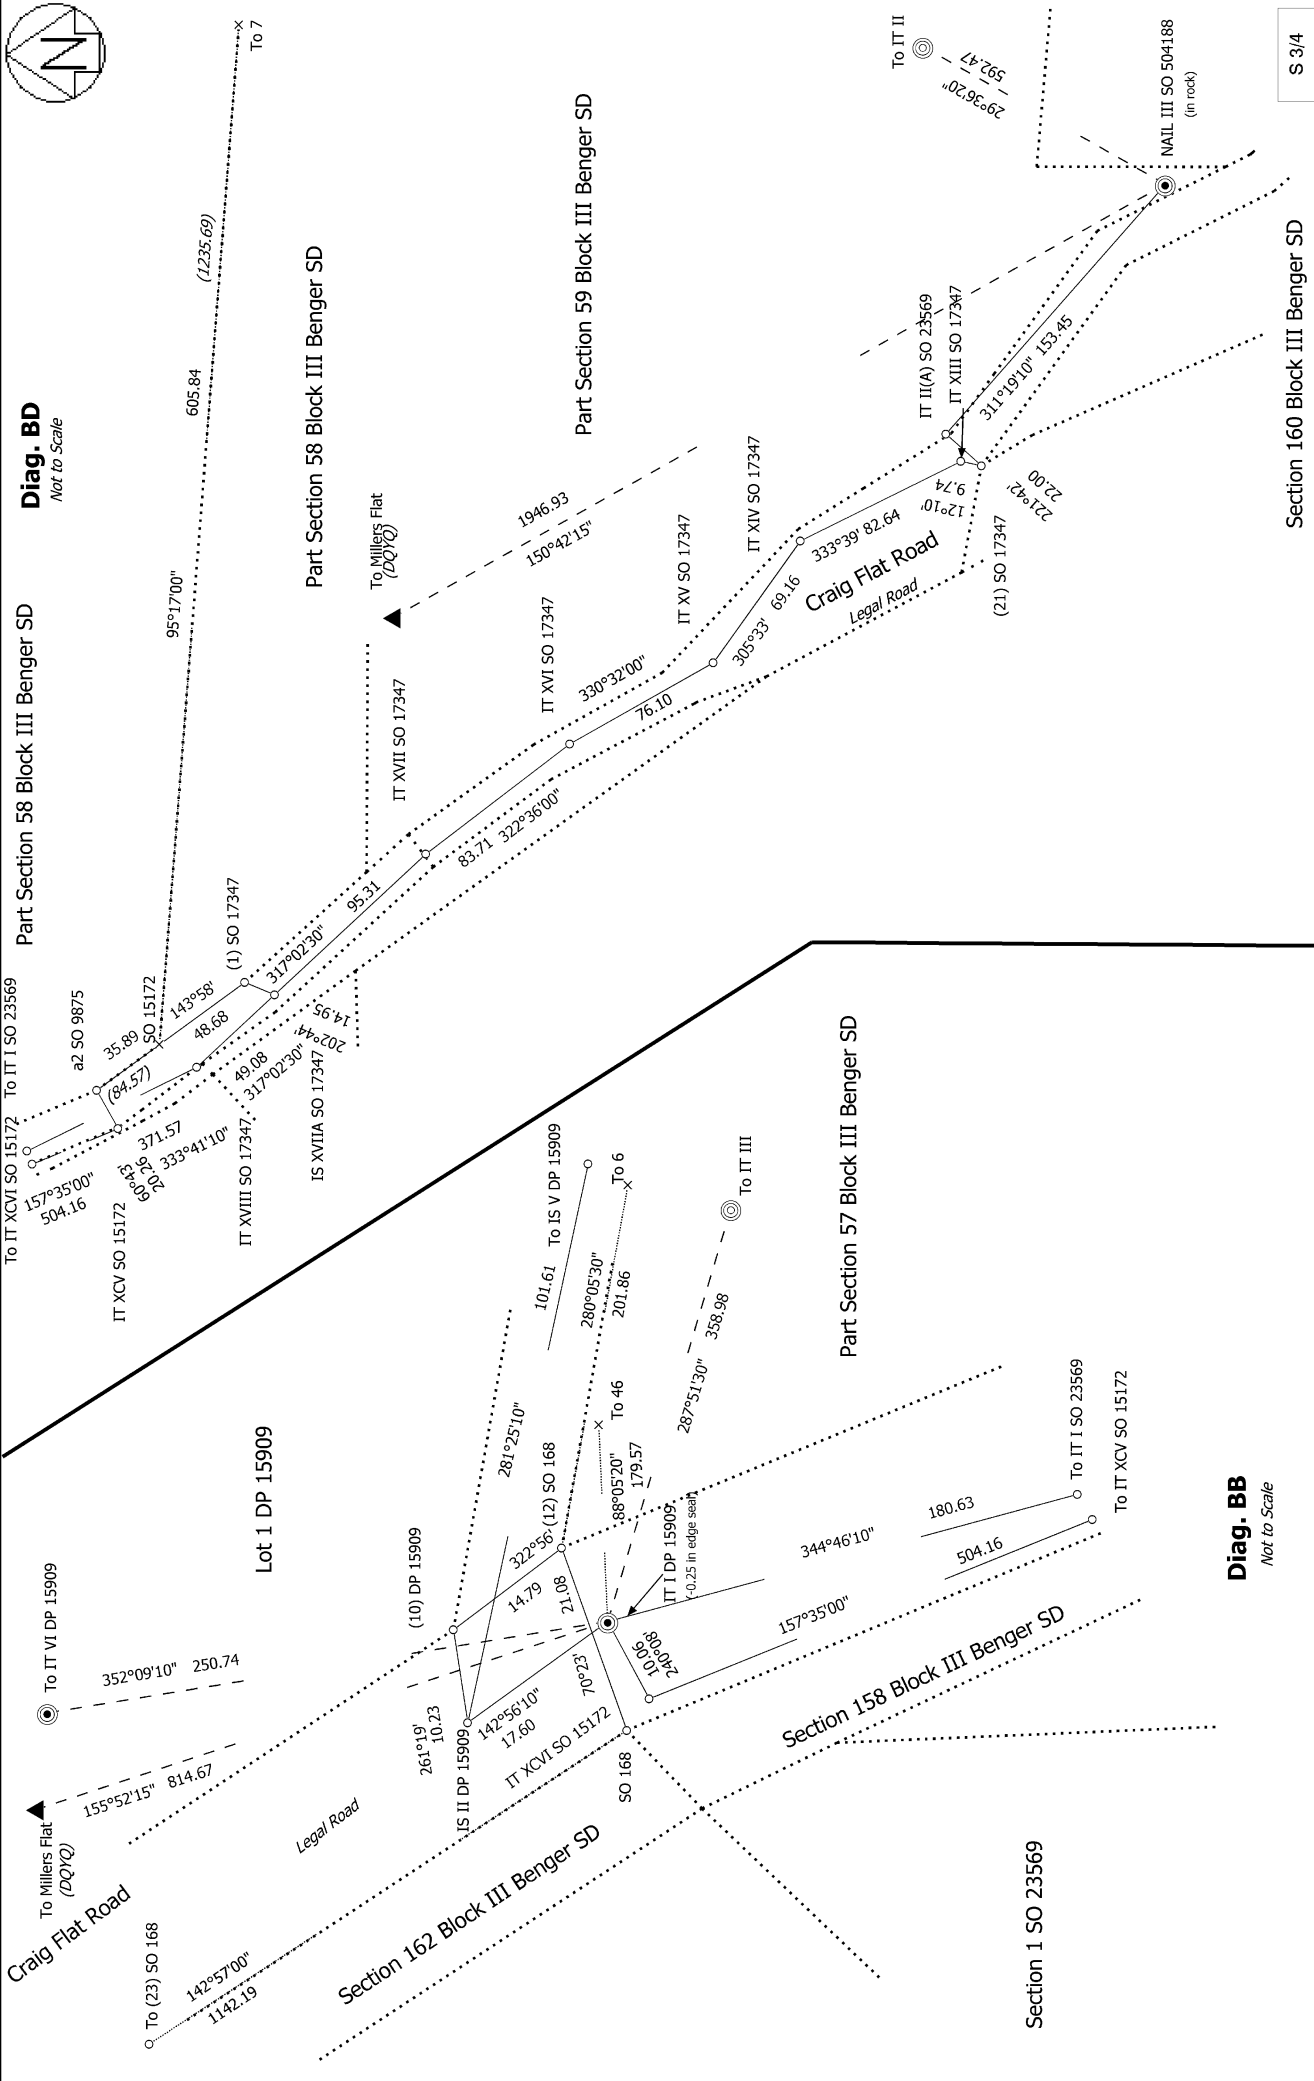 N
To 7
(1235.69)
605.84
95°17'00"
Diag. BD
Not to Scale
Part Section 58 Block III Benger SD
Part Section 58 Block III Benger SD
Part Section 59 Block III Benger SD
To IT II
592.47
29°36'20"
NAIL III SO 504188
(in rock)
S 3/4
Section 160 Block III Benger SD
IT II(A) SO 23569
IT XIII SO 17347
311°19'10" 153.45
22.00
221°42'
9.74
12°10'
(21) SO 17347
333°39' 82.64
Craig Flat Road
Legal Road
IT XIV SO 17347
305°33' 69.16
IT XV SO 17347
1946.93
150°42'15"
To Millers Flat
(DQYQ)
330°32'00"
76.10
IT XVI SO 17347
83.71 322°36'00"
IT XVII SO 17347
317°02'30" 95.31
(1) SO 17347
14.95
202°44'
IS XVIIA SO 17347
143°58'
48.68
SO 15172
35.89
(84.57)
a2 SO 9875
49.08
317°02'30"
IT XVIII SO 17347
371.57
333°41'10"
20.26
60°43'
157°35'00"
504.16
IT XCV SO 15172
To IT I SO 23569
To IT XCVI SO 15172
Part Section 57 Block III Benger SD
To IT III
To 6
To IS V DP 15909
101.61
280°05'30"
201.86
287°51'30" 358.98
To 46
88°05'20"
179.57
281°25'10"
(12) SO 168
322°56'
14.79
21.08
70°23'
IT I DP 15909
(-0.25 in edge seal)
10.06
240°08'
344°46'10" 180.63
To IT I SO 23569
To IT XCV SO 15172
504.16
157°35'00"
Diag. BB
Not to Scale
Lot 1 DP 15909
(10) DP 15909
To IT VI DP 15909
352°09'10" 250.74
155°52'15" 814.67
To Millers Flat
(DQYQ)
261°19'
10.23
142°56'10"
17.60
IS II DP 15909
IT XCVI SO 15172
SO 168
Section 158 Block III Benger SD
Section 162 Block III Benger SD
Section 1 SO 23569
Legal Road
Craig Flat Road
To (23) SO 168
142°57'00"
1142.19